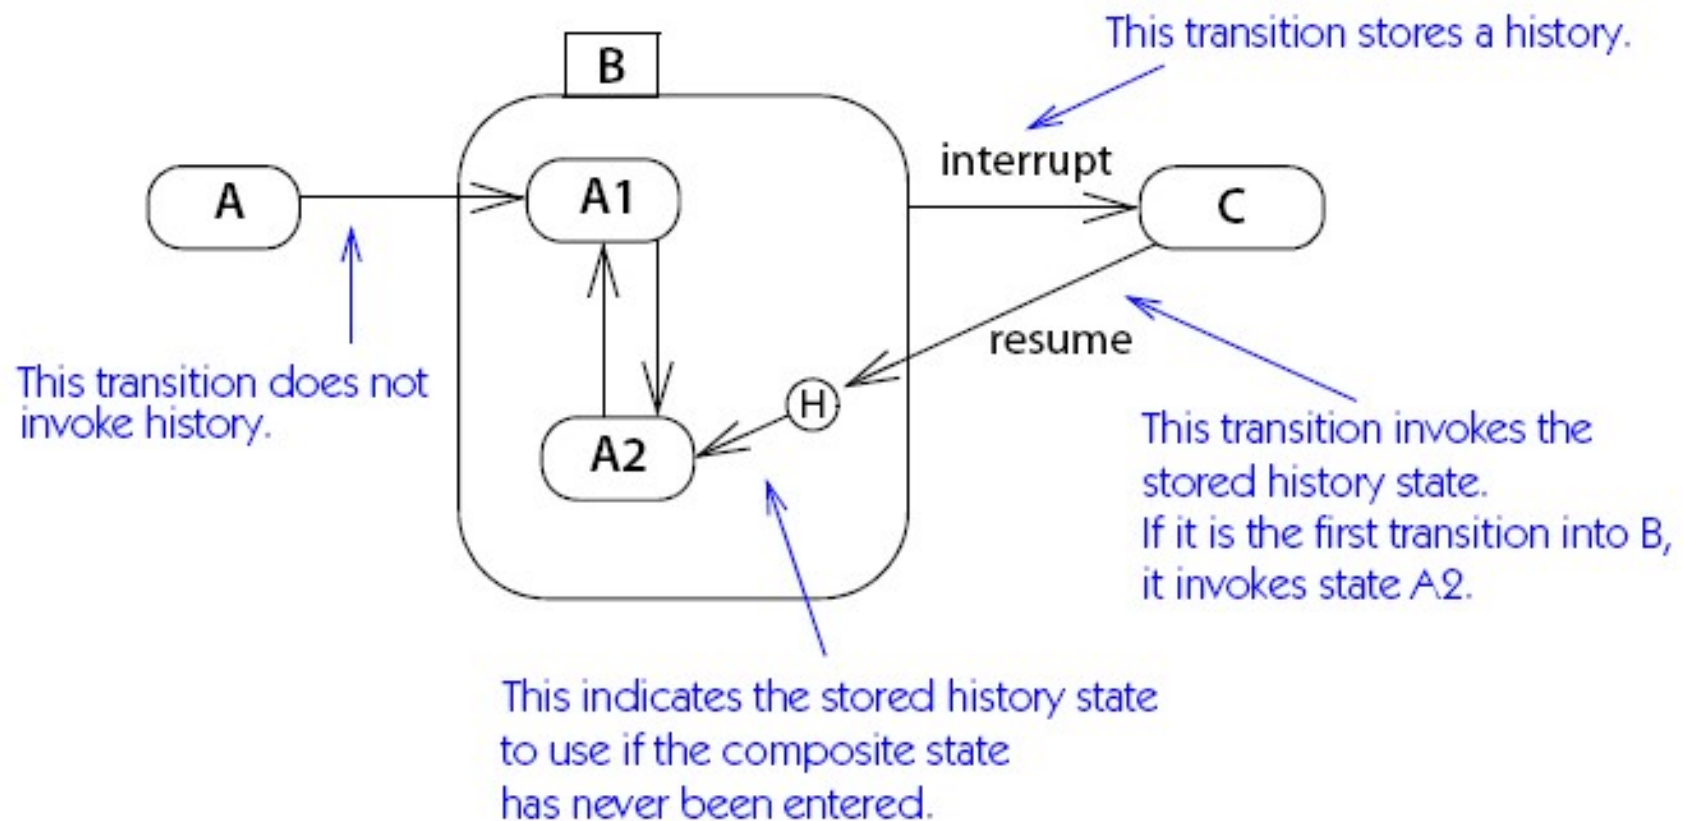 This transition stores a history.
B
interrupt
A
A1
C
resume
This transition does not
invoke history.
H
A2
This transition invokes the
stored history state.
If it is the first transition into B,
it invokes state A2.
This indicates the stored history state
to use if the composite state
has never been entered.